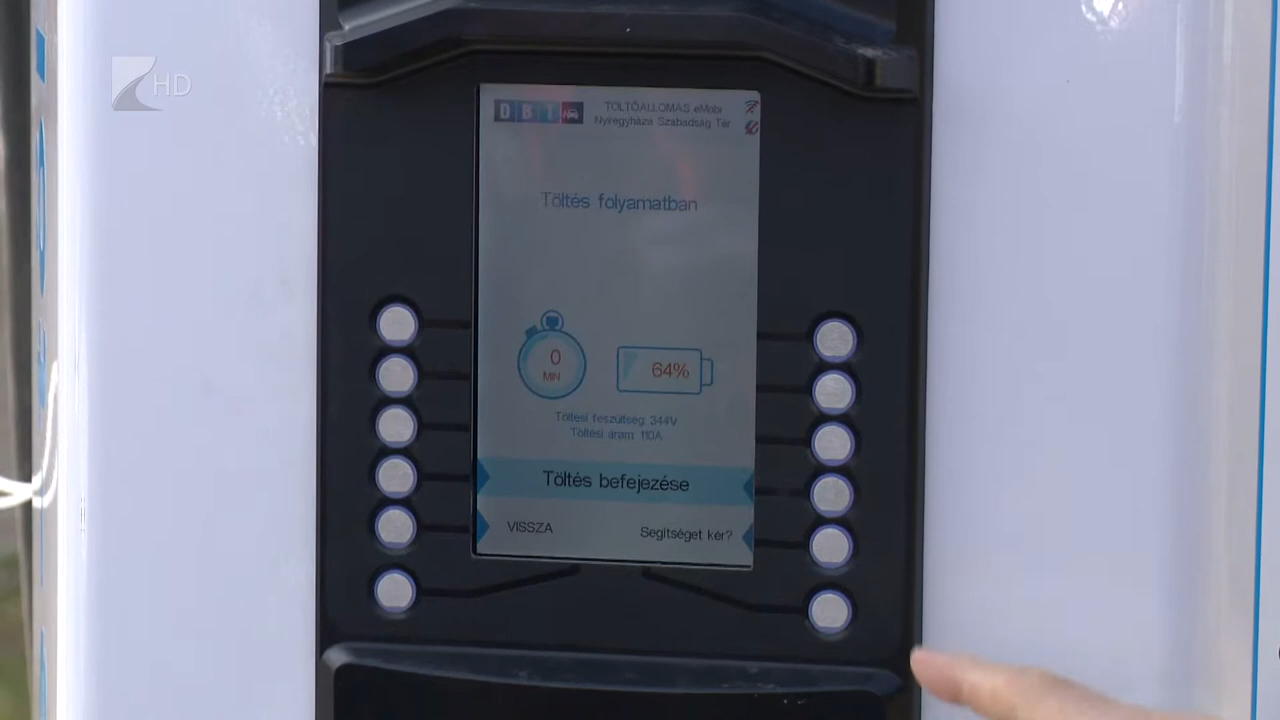 HD
DBT
TÖLTŐÁLLOMÁS eMobi
Nyíregyháza Szabadság Tér
Töltés folyamatban
0
MIN
64%
Töltési feszültség: 344V
Töltési áram: 110A
Töltés befejezése
VISSZA
Segítséget kér?